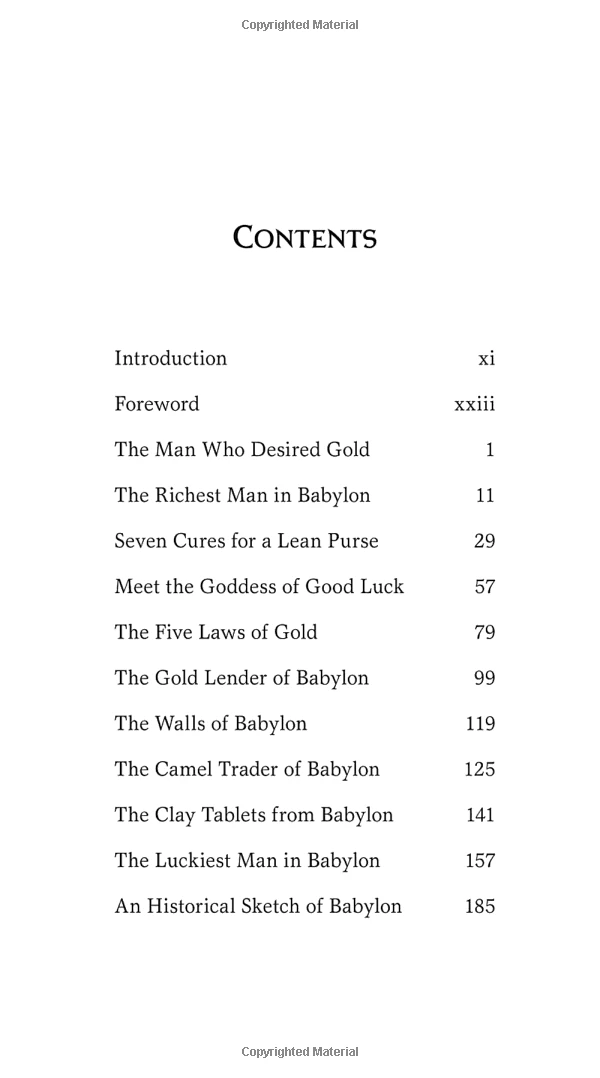 Copyrighted Material
CONTENTS
Introduction xi
Foreword xxiii
The Man Who Desired Gold 1
The Richest Man in Babylon 11
Seven Cures for a Lean Purse 29
Meet the Goddess of Good Luck 57
The Five Laws of Gold 79
The Gold Lender of Babylon 99
The Walls of Babylon 119
The Camel Trader of Babylon 125
The Clay Tablets from Babylon 141
The Luckiest Man in Babylon 157
An Historical Sketch of Babylon 185
Copyrighted Material